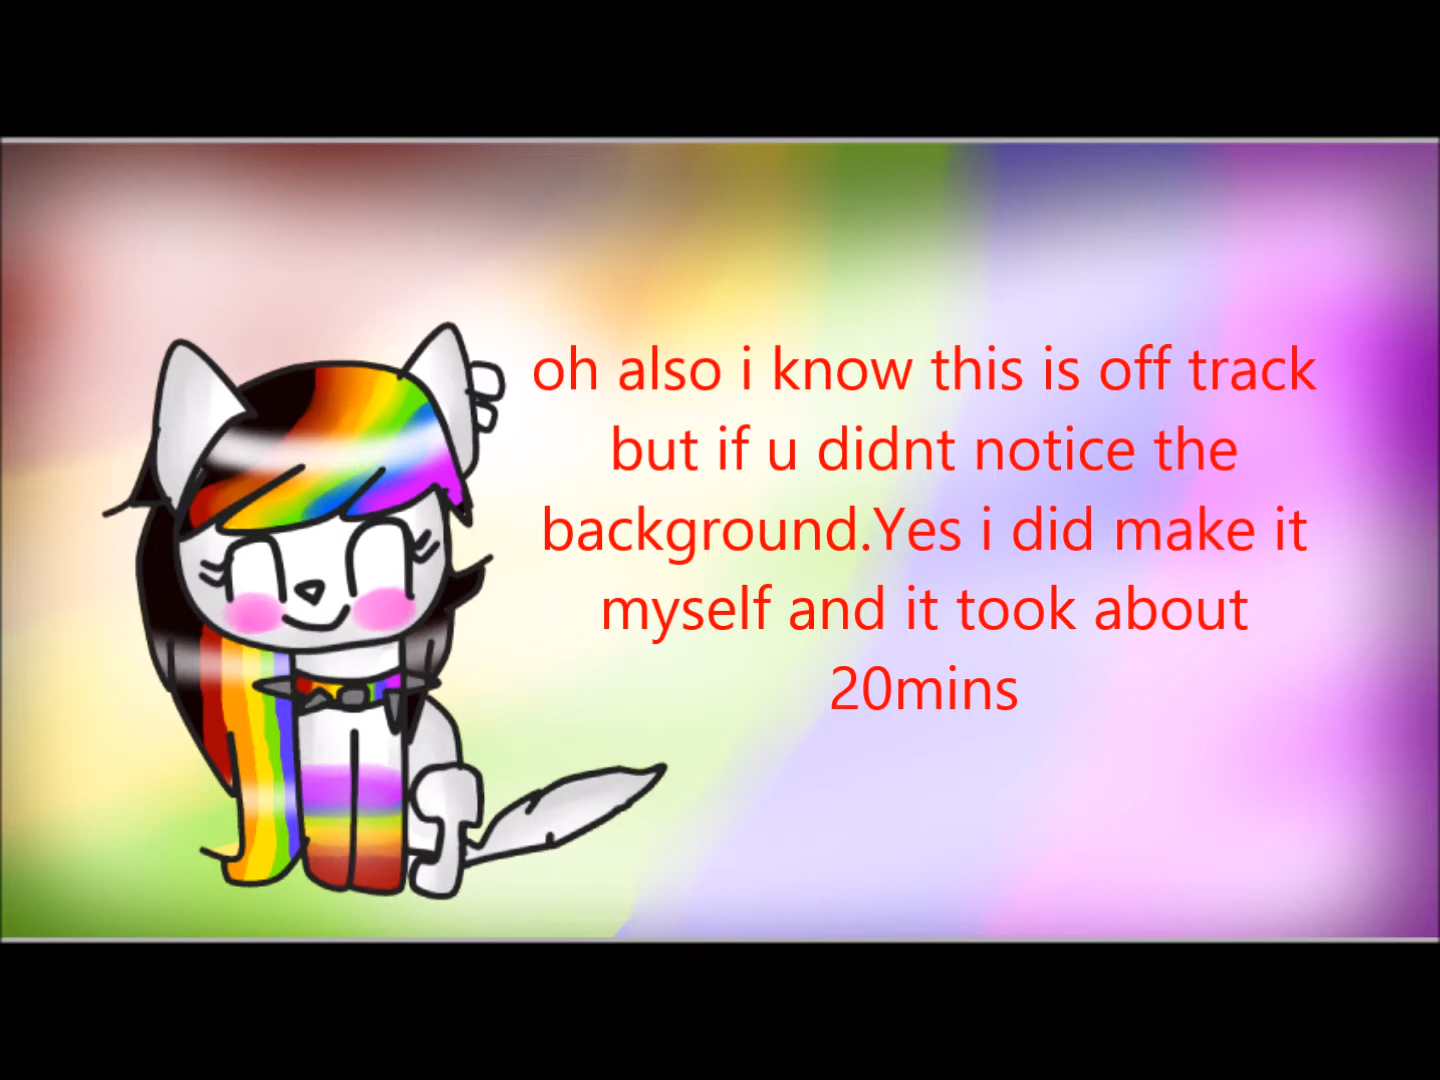 oh also i know this is off track
but if u didnt notice the
background.Yes i did make it
myself and it took about
20mins